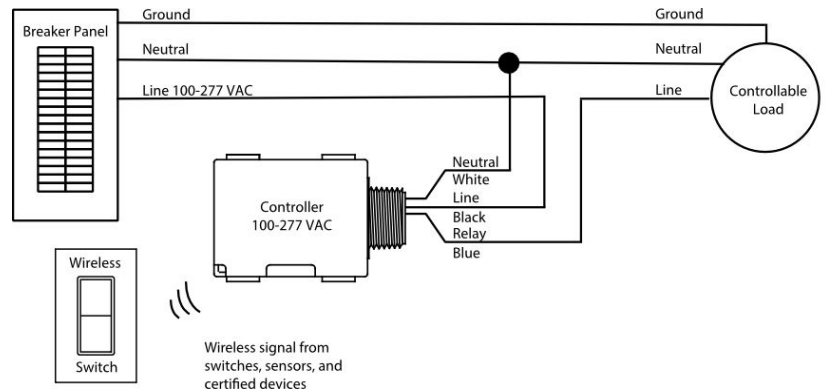 Ground
Ground
Breaker Panel
Neutral
Neutral
Line 100-277 VAC
Line
Controllable
Load
Neutral
White
Line
Black
Relay
Blue
Controller
100-277 VAC
Wireless
Switch
Wireless signal from
switches, sensors, and
certified devices